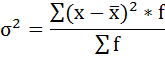 σ² = ∑(x − x̄)² * f / ∑ f